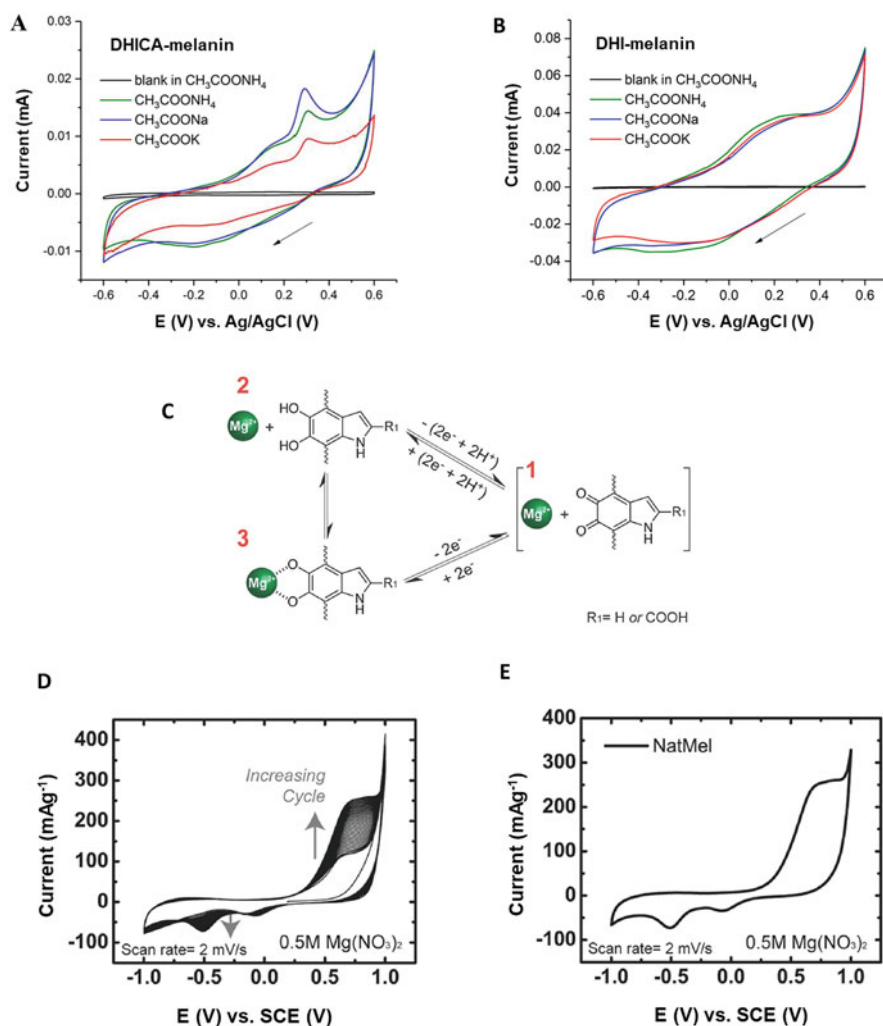 A
DHICA-melanin
blank in CH₃COONH₄
CH₃COONH₄
CH₃COONa
CH₃COOK
0.03
0.02
0.01
0.00
-0.01
Current (mA)
-0.6 -0.4 -0.2 0.0 0.2 0.4 0.6
E (V) vs. Ag/AgCl (V)
B
DHI-melanin
blank in CH₃COONH₄
CH₃COONH₄
CH₃COONa
CH₃COOK
0.08
0.06
0.04
0.02
0.00
-0.02
-0.04
Current (mA)
-0.6 -0.4 -0.2 0.0 0.2 0.4 0.6
E (V) vs. Ag/AgCl (V)
C
2
Mg²⁺ +
HO
HO
N
H
R₁
- (2e⁻ + 2H⁺)
+ (2e⁻ + 2H⁺)
1
Mg²⁺ +
O
O
N
H
R₁
3
Mg²⁺
O
O
N
H
R₁
- 2e⁻
+ 2e⁻
R₁= H or COOH
D
400
300
200
100
0
-100
Current (mAg⁻¹)
Increasing
Cycle
Scan rate= 2 mV/s
0.5M Mg(NO₃)₂
-1.0 -0.5 0.0 0.5 1.0
E (V) vs. SCE (V)
E
NatMel
400
300
200
100
0
-100
Current (mAg⁻¹)
Scan rate= 2 mV/s
0.5M Mg(NO₃)₂
-1.0 -0.5 0.0 0.5 1.0
E (V) vs. SCE (V)